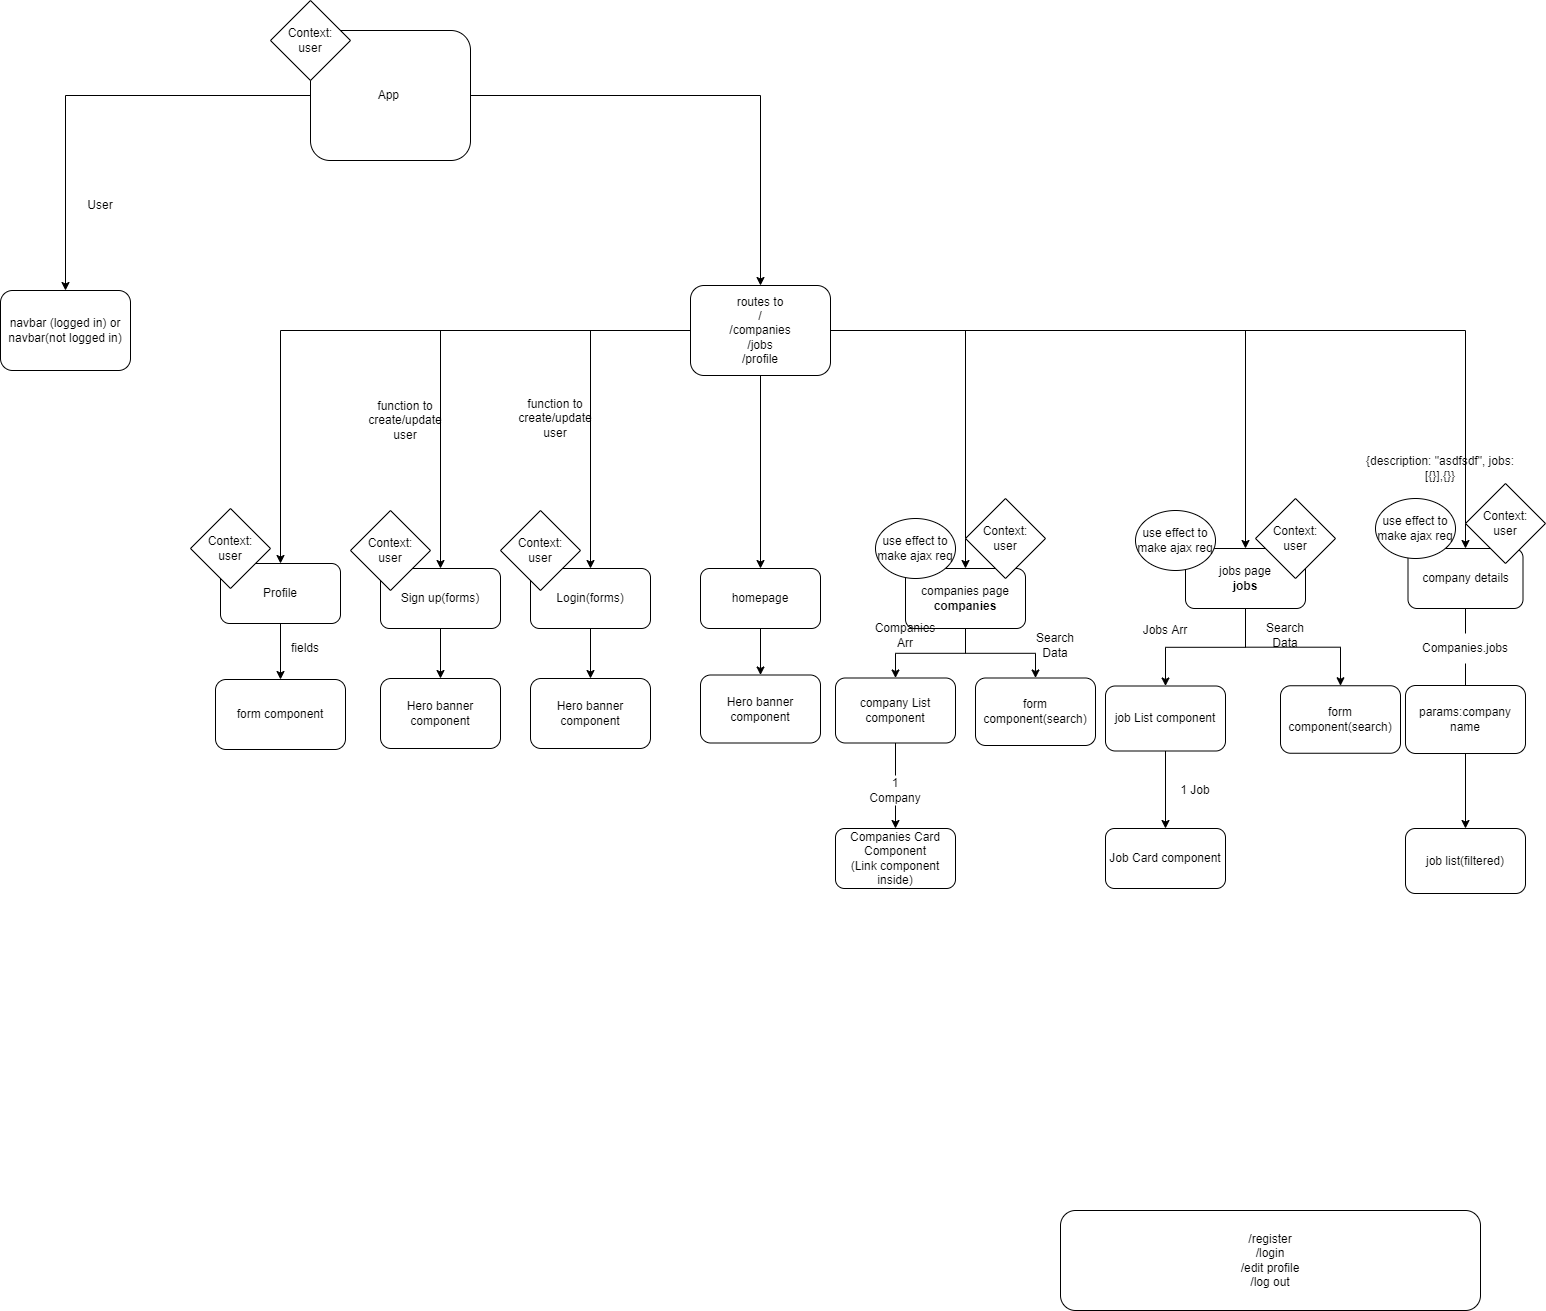 Context:
user
App
User
navbar (logged in) or
navbar(not logged in)
routes to
/
/companies
/jobs
/profile
function to
create/update
user
function to
create/update
user
{description: "asdfsdf", jobs:
[{}],{}}
Context:
user
Profile
Context:
user
Sign up(forms)
Context:
user
Login(forms)
homepage
use effect to
make ajax req
Context:
user
companies page
companies
use effect to
make ajax req
Context:
user
jobs page
jobs
use effect to
make ajax req
Context:
user
company details
fields
Companies
Arr
Search
Data
Jobs Arr
Search
Data
Companies.jobs
form component
Hero banner
component
Hero banner
component
Hero banner
component
company List
component
form
component(search)
job List component
form
component(search)
params:company
name
1
Company
1 Job
Companies Card
Component
(Link component
inside)
Job Card component
job list(filtered)
/register
/login
/edit profile
/log out